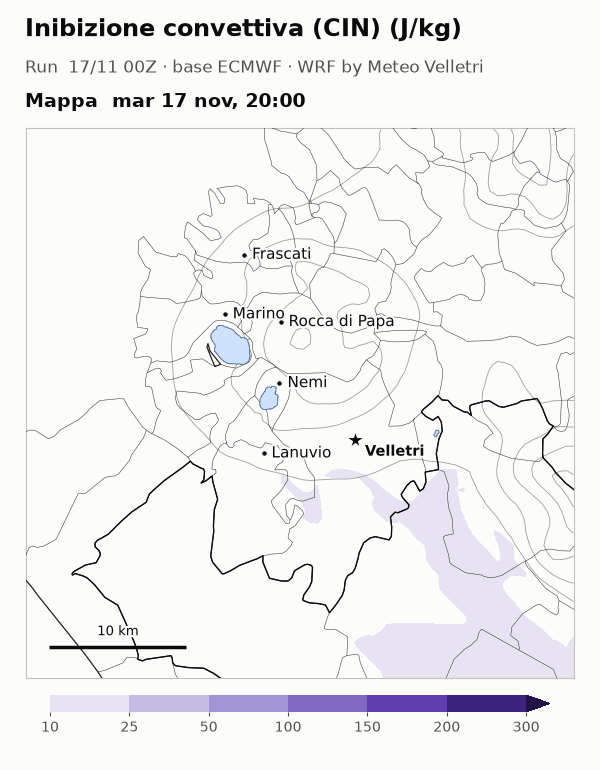 Inibizione convettiva (CIN) (J/kg)
Run  17/11 00Z · base ECMWF · WRF by Meteo Velletri
Mappa  mar 17 nov, 20:00
Frascati
Marino
Rocca di Papa
Nemi
Velletri
Lanuvio
10 km
10 25 50 100 150 200 300